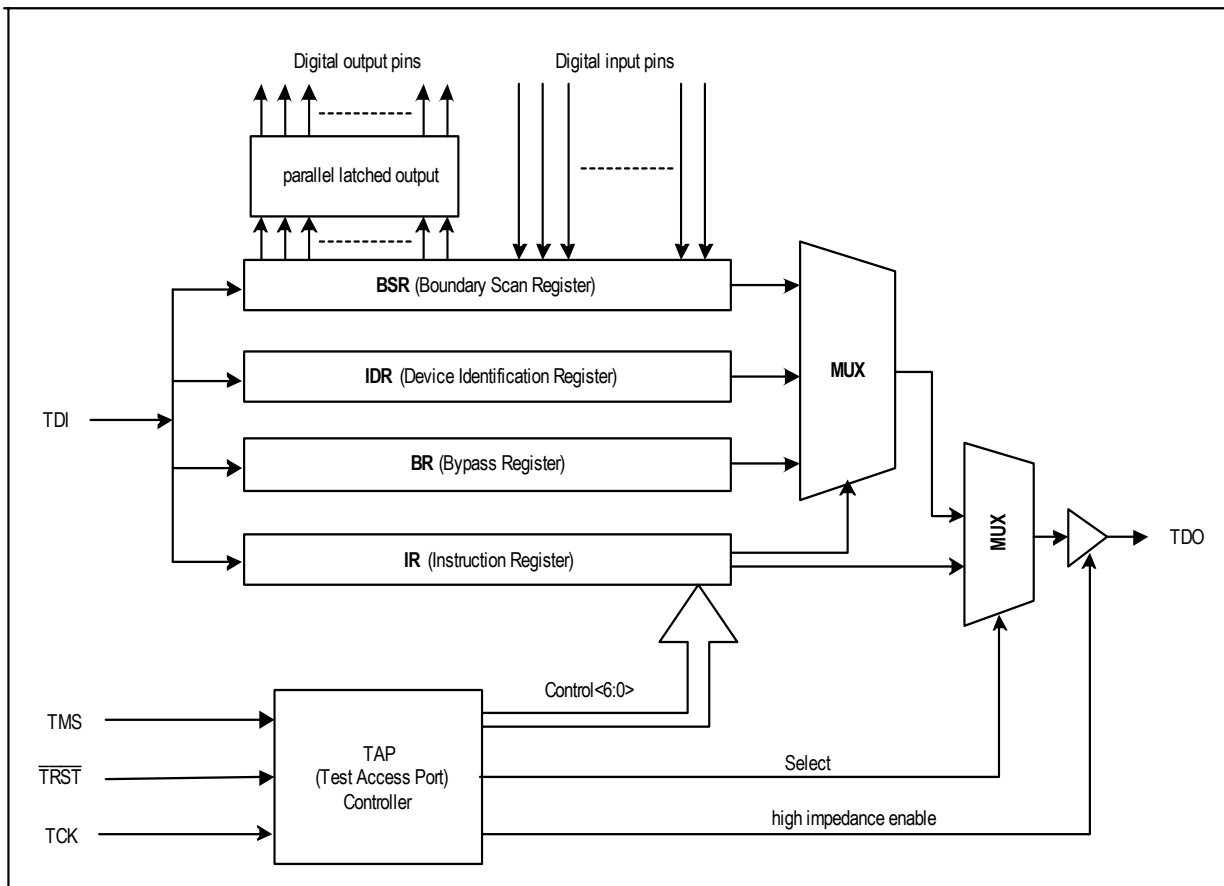 Digital output pins
Digital input pins
parallel latched output
BSR (Boundary Scan Register)
IDR (Device Identification Register)
MUX
TDI
BR (Bypass Register)
MUX
TDO
IR (Instruction Register)
Control<6:0>
TMS
TAP
(Test Access Port)
Controller
TRST
Select
TCK
high impedance enable